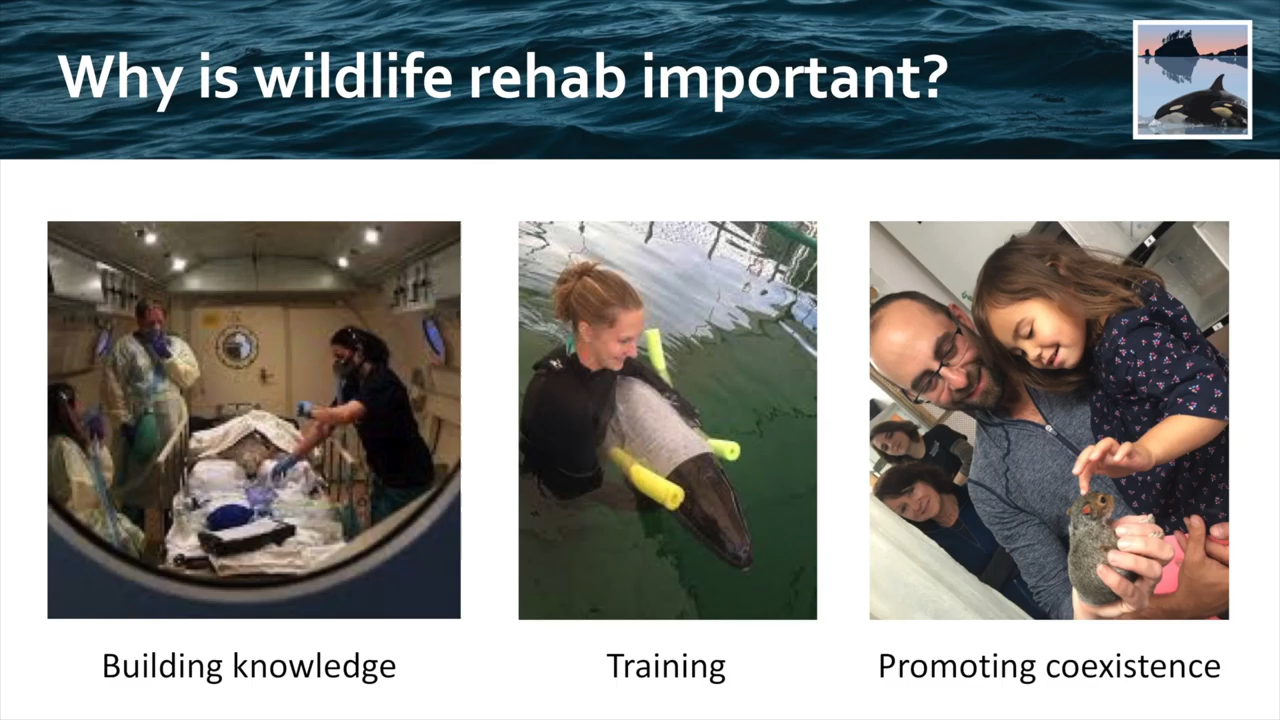 Why is wildlife rehab important?
Building knowledge
Training
Promoting coexistence